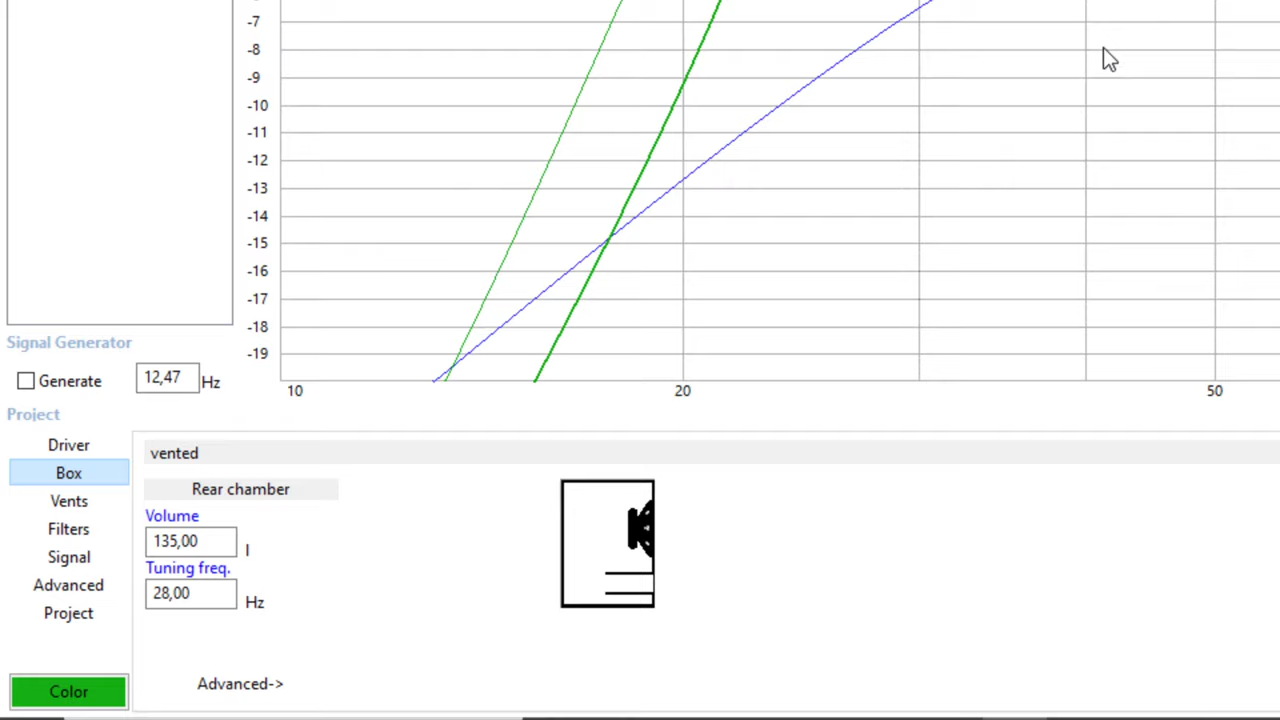 -7
-8
-9
-10
-11
-12
-13
-14
-15
-16
-17
-18
-19
10 20 50
Signal Generator
Generate 12,47 Hz
Project
Driver
Box
Vents
Filters
Signal
Advanced
Project
Color
vented
Rear chamber
Volume
135,00 l
Tuning freq.
28,00 Hz
Advanced->